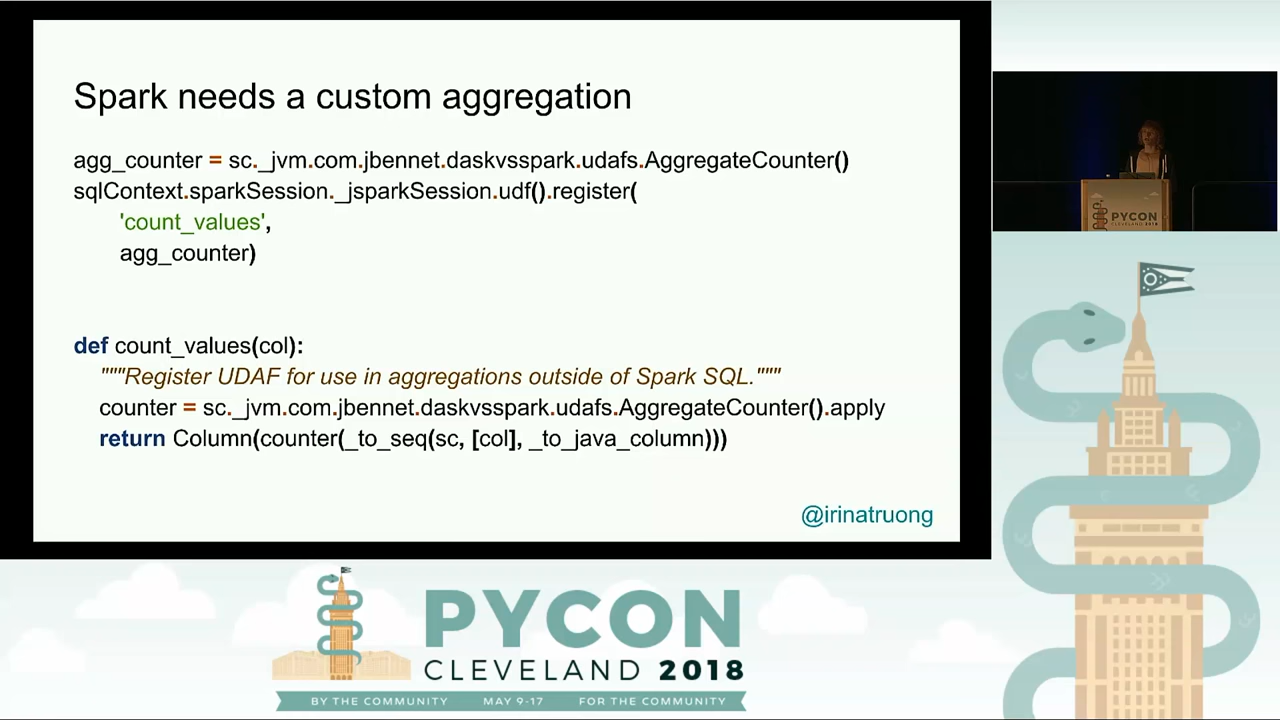 Spark needs a custom aggregation
agg_counter = sc._jvm.com.jbennet.daskvsspark.udafs.AggregateCounter()
sqlContext.sparkSession._jsparkSession.udf().register(
'count_values',
agg_counter)
def count_values(col):
"""Register UDAF for use in aggregations outside of Spark SQL."""
counter = sc._jvm.com.jbennet.daskvsspark.udafs.AggregateCounter().apply
return Column(counter(_to_seq(sc, [col], _to_java_column)))
@irinatruong
PYCON
CLEVELAND 2018
PYCON
CLEVELAND 2018
BY THE COMMUNITY MAY 9-17 FOR THE COMMUNITY